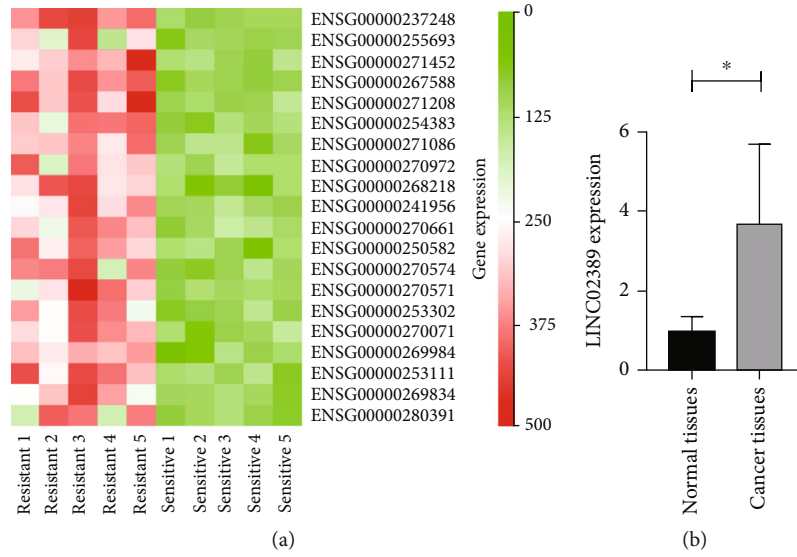 ENSG00000237248
ENSG00000255693
ENSG00000271452
ENSG00000267588
ENSG00000271208
ENSG00000254383
ENSG00000271086
ENSG00000270972
ENSG00000268218
ENSG00000241956
ENSG00000270661
ENSG00000250582
ENSG00000270574
ENSG00000270571
ENSG00000253302
ENSG00000270071
ENSG00000269984
ENSG00000253111
ENSG00000269834
ENSG00000280391
Resistant 1
Resistant 2
Resistant 3
Resistant 4
Resistant 5
Sensitive 1
Sensitive 2
Sensitive 3
Sensitive 4
Sensitive 5
Gene expression
0
125
250
375
500
(a)
*
LINC02389 expression
6
4
2
0
Normal tissues
Cancer tissues
(b)